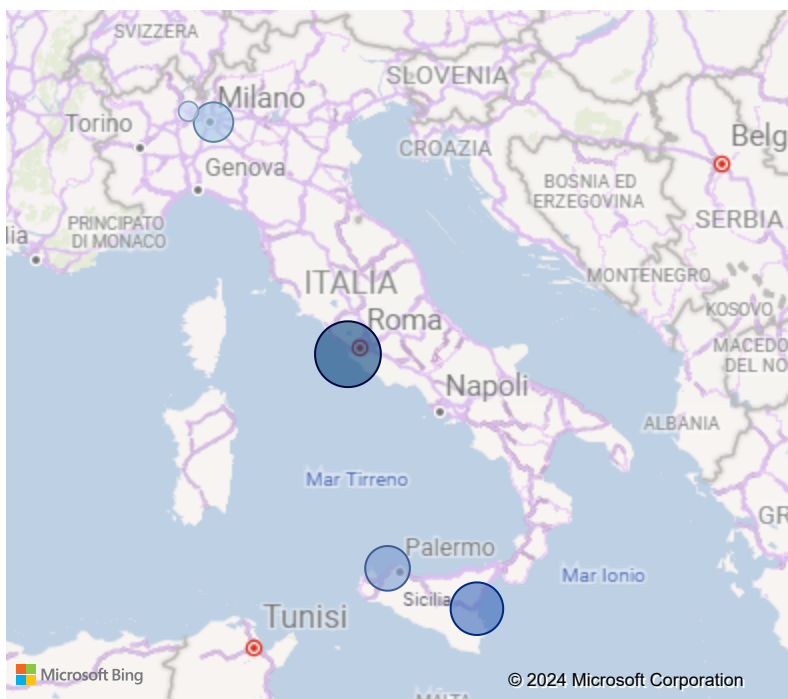 SVIZZERA
SLOVENIA
Milano
Torino
Belg
CROAZIA
Genova
BOSNIA ED
ERZEGOVINA
PRINCIPATO
DI MONACO
lia
SERBIA
ITALIA
MONTENEGRO
KOSOVO
Roma
MACEDO
DEL NO
Napoli
ALBANIA
Mar Tirreno
GR
Palermo
Mar Ionio
Sicilia
Tunisi
Microsoft Bing
© 2024 Microsoft Corporation
MALTA